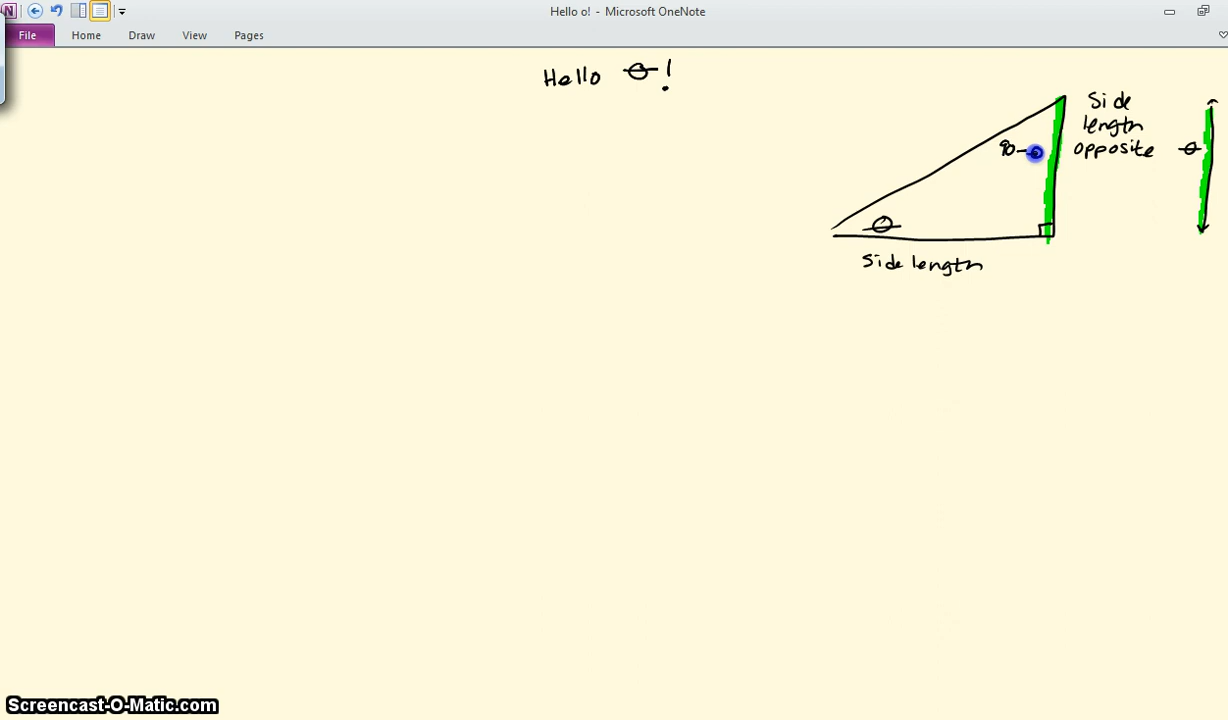 Hello o! - Microsoft OneNote
File Home Draw View Pages
Hello θ!
Side
length
opposite θ
90-θ
θ
Side length
Screencast-O-Matic.com